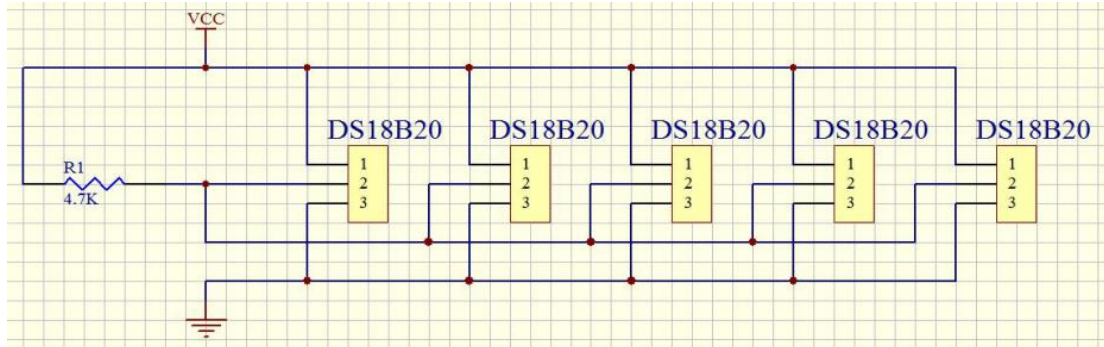 VCC
DS18B20 DS18B20 DS18B20 DS18B20 DS18B20
R1
4.7K
1 1 1 1 1
2 2 2 2 2
3 3 3 3 3